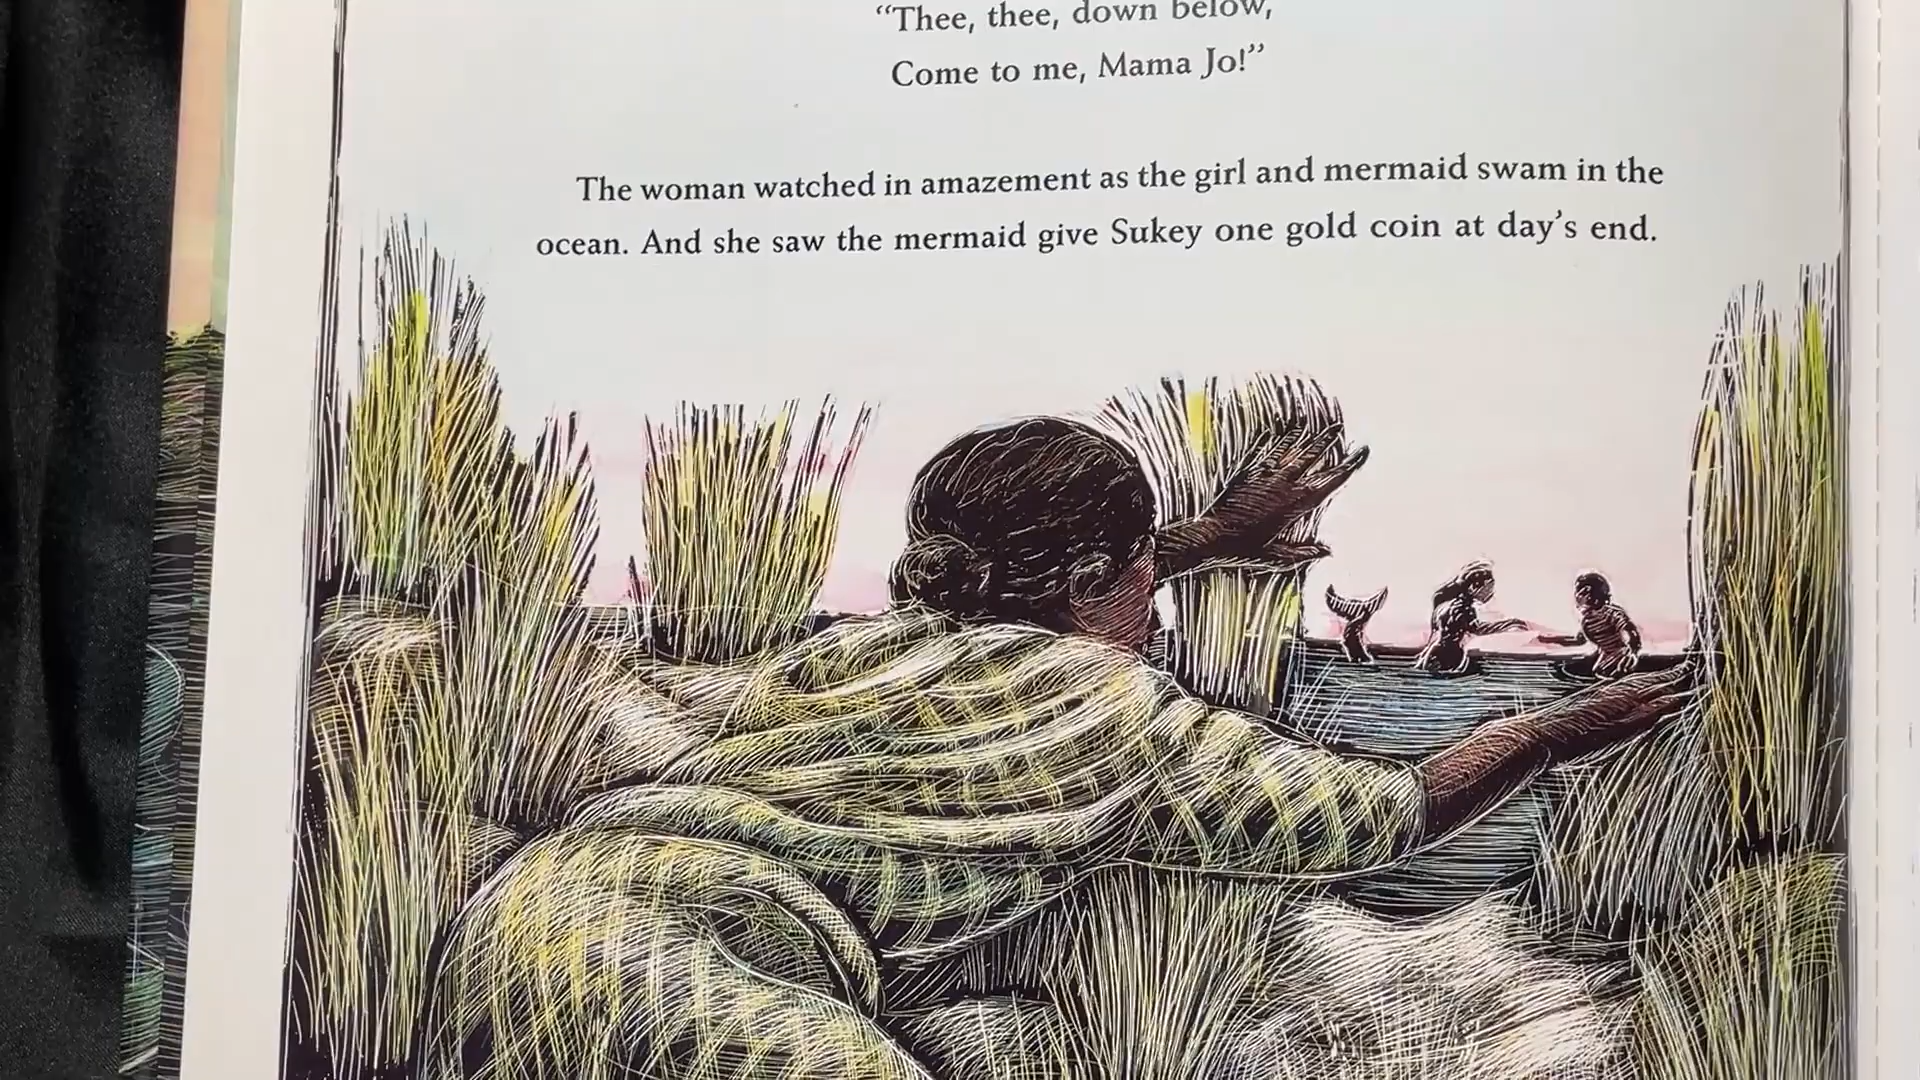 “Thee, thee, down below,
Come to me, Mama Jo!”
The woman watched in amazement as the girl and mermaid swam in the
ocean. And she saw the mermaid give Sukey one gold coin at day’s end.